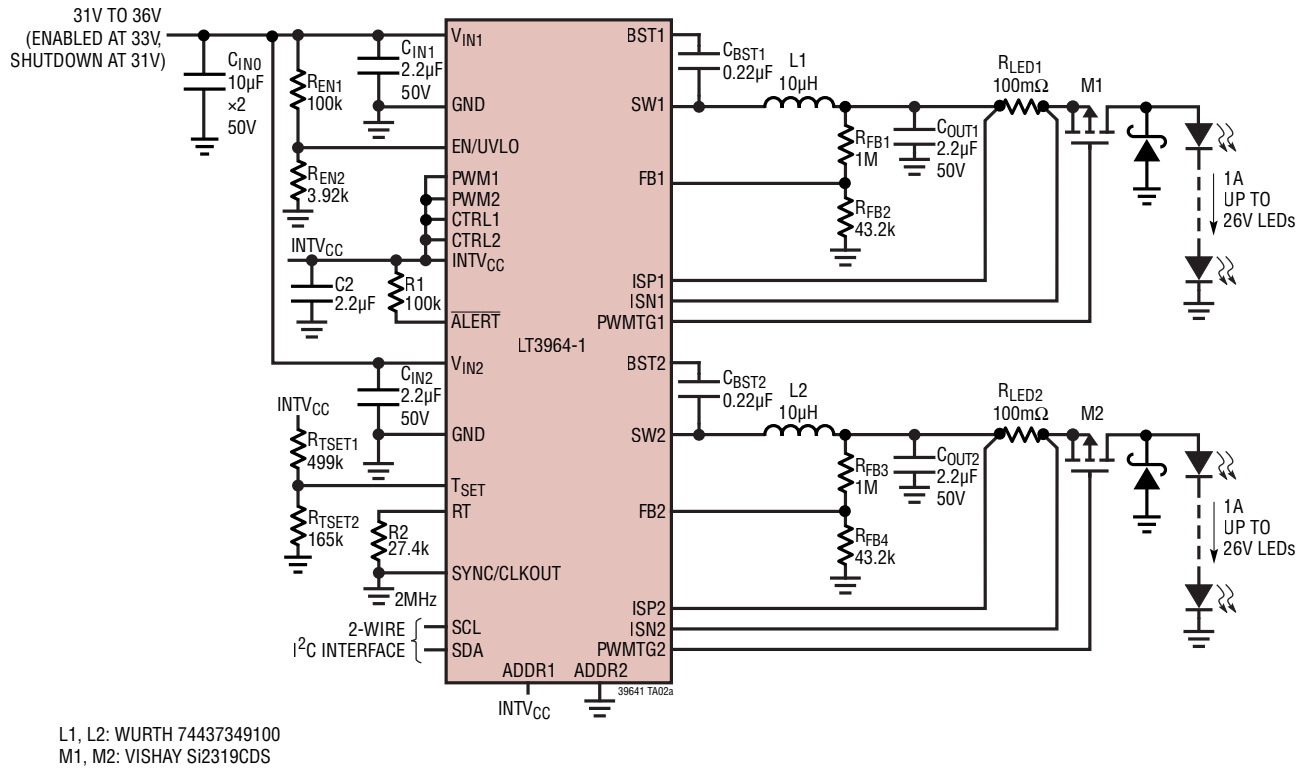 31V TO 36V
(ENABLED AT 33V,
SHUTDOWN AT 31V)
CIN0
10µF
×2
50V
REN1
100k
REN2
3.92k
CIN1
2.2µF
50V
INTVCC
C2
2.2µF
R1
100k
CIN2
2.2µF
50V
INTVCC
RTSET1
499k
RTSET2
165k
R2
27.4k
2MHz
2-WIRE
I2C INTERFACE
VIN1
GND
EN/UVLO
PWM1
PWM2
CTRL1
CTRL2
INTVCC
ALERT
VIN2
GND
TSET
RT
SYNC/CLKOUT
SCL
SDA
ADDR1
ADDR2
INTVCC
LT3964-1
39641 TA02a
BST1
SW1
FB1
ISP1
ISN1
PWMTG1
BST2
SW2
FB2
ISP2
ISN2
PWMTG2
CBST1
0.22µF
L1
10µH
RFB1
1M
RFB2
43.2k
COUT1
2.2µF
50V
RLED1
100mΩ
M1
1A
UP TO
26V LEDs
CBST2
0.22µF
L2
10µH
RFB3
1M
RFB4
43.2k
COUT2
2.2µF
50V
RLED2
100mΩ
M2
1A
UP TO
26V LEDs
L1, L2: WURTH 74437349100
M1, M2: VISHAY Si2319CDS